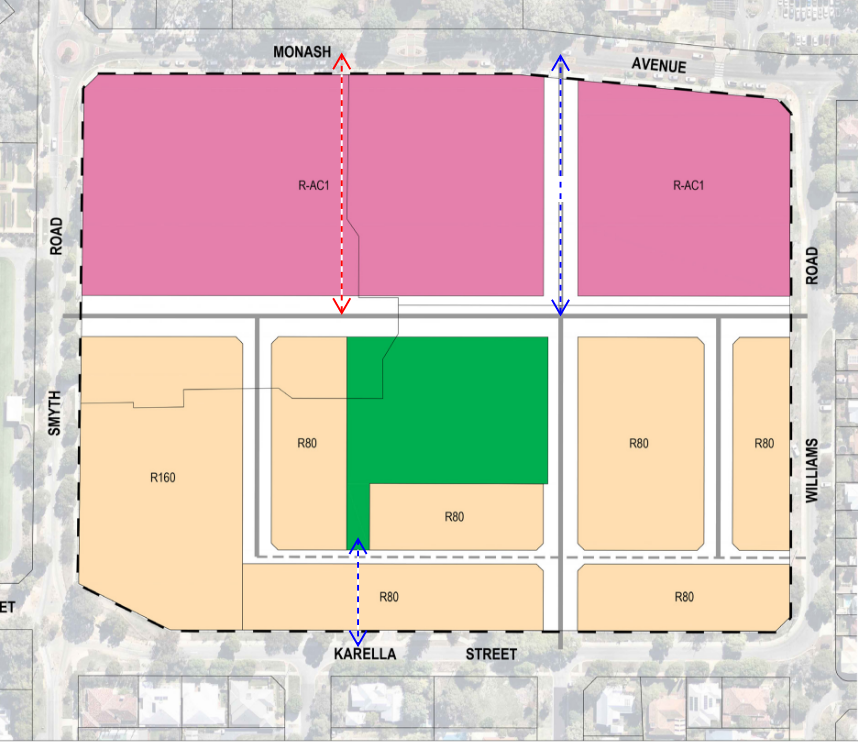 MONASH
AVENUE
R-AC1
R-AC1
ROAD
ROAD
SMYTH
R80
R80
R80
WILLIAMS
R160
R80
R80
R80
ET
KARELLA
STREET